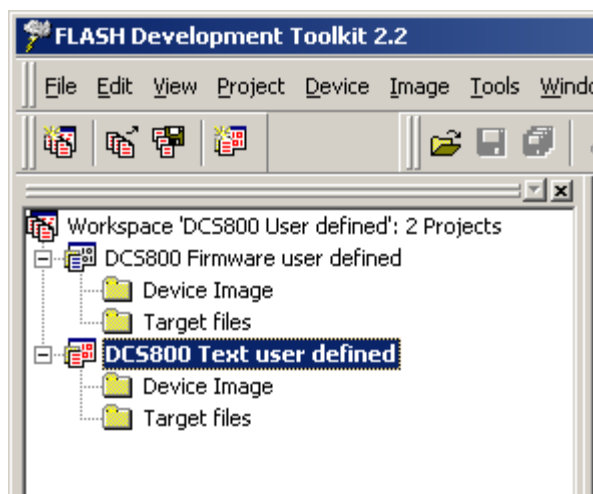 FLASH Development Toolkit 2.2
File Edit View Project Device Image Tools
Workspace 'DCS800 User defined': 2 Projects
DCS800 Firmware user defined
Device Image
Target files
DCS800 Text user defined
Device Image
Target files